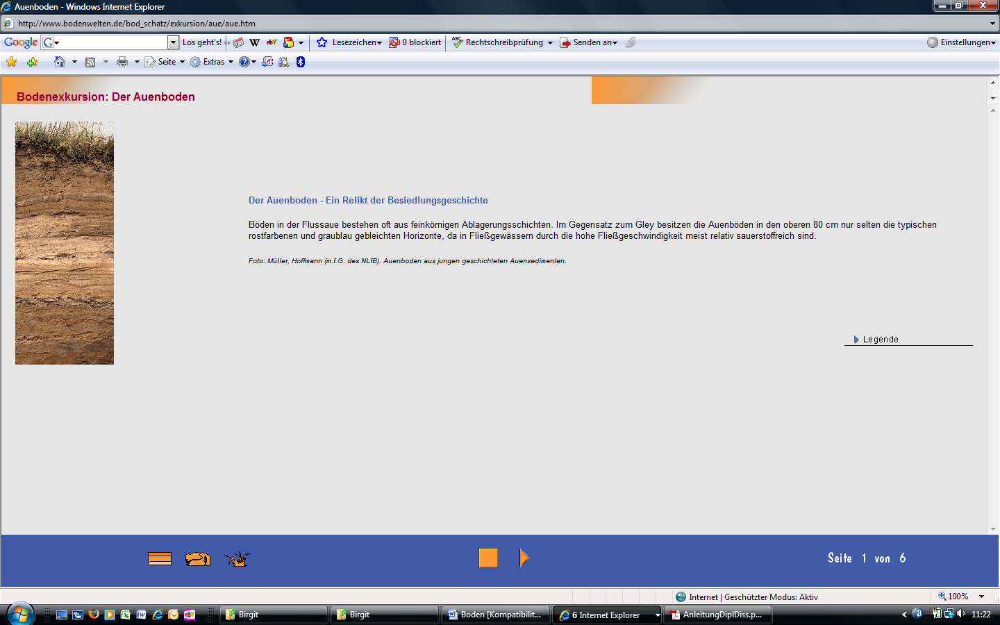 Auenboden - Windows Internet Explorer
http://www.bodenwelten.de/bod_schatz/exkursion/aue/aue.htm
Google G Los geht's! W ebY Lesezeichen 0 blockiert ABC Rechtschreibprüfung Senden an Einstellungen
Seite Extras ?
Bodenexkursion: Der Auenboden
Der Auenboden - Ein Relikt der Besiedlungsgeschichte
Böden in der Flussaue bestehen oft aus feinkörnigen Ablagerungsschichten. Im Gegensatz zum Gley besitzen die Auenböden in den oberen 80 cm nur selten die typischen
rostfarbenen und graublau gebleichten Horizonte, da in Fließgewässern durch die hohe Fließgeschwindigkeit meist relativ sauerstoffreich sind.
Foto: Müller, Hoffmann (m.f.G. des NLfB). Auenboden aus jungen geschichteten Auensedimenten.
Legende
Seite 1 von 6
Internet | Geschützter Modus: Aktiv 100%
Birgit Birgit Boden [Kompatibilit... 6 Internet Explorer AnleitungDiplDiss.p... < a 11:22